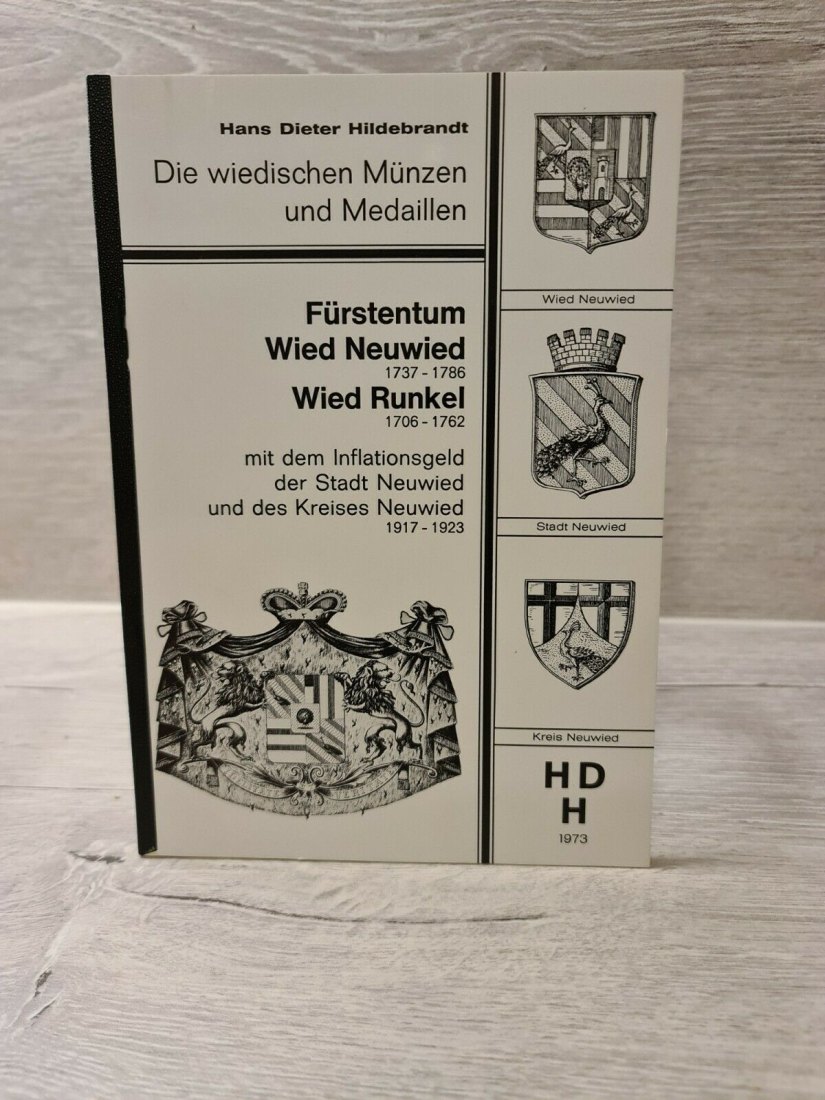 Hans Dieter Hildebrandt
Die wiedischen Münzen
und Medaillen
Fürstentum
Wied Neuwied
1737 - 1786
Wied Runkel
1706 - 1762
mit dem Inflationsgeld
der Stadt Neuwied
und des Kreises Neuwied
1917 - 1923
Wied Neuwied
Stadt Neuwied
Kreis Neuwied
H D
H
1973